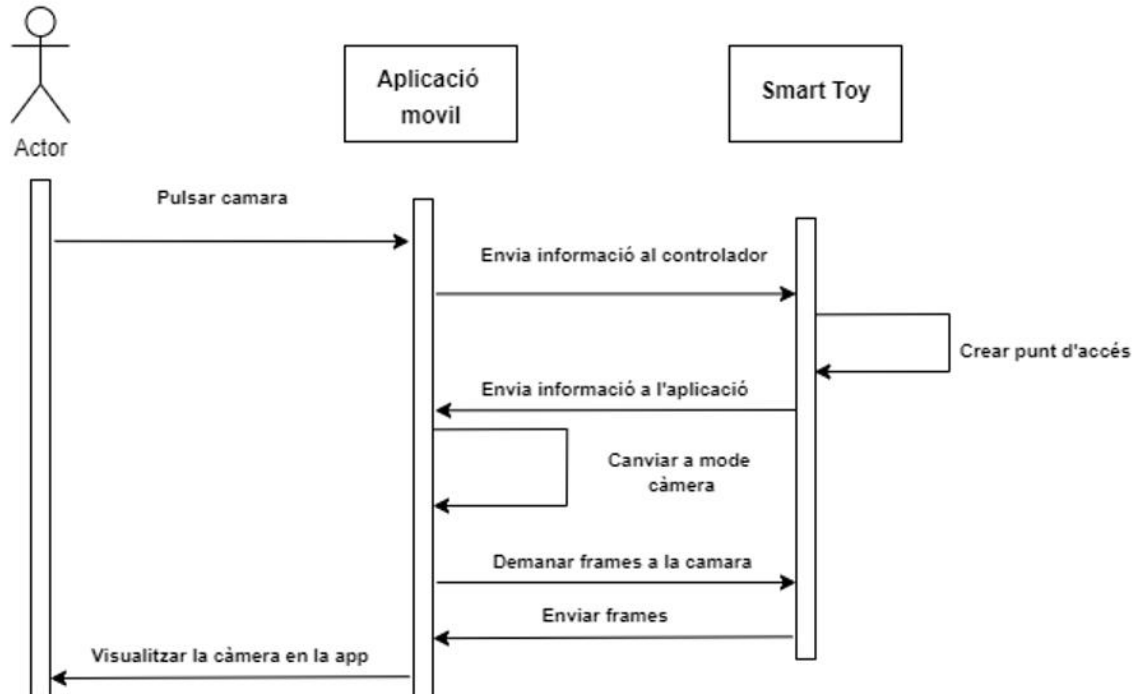 Aplicació
movil
Smart Toy
Actor
Pulsar camara
Envia informació al controlador
Crear punt d'accés
Envia informació a l'aplicació
Canviar a mode
càmera
Demanar frames a la camara
Enviar frames
Visualitzar la càmera en la app